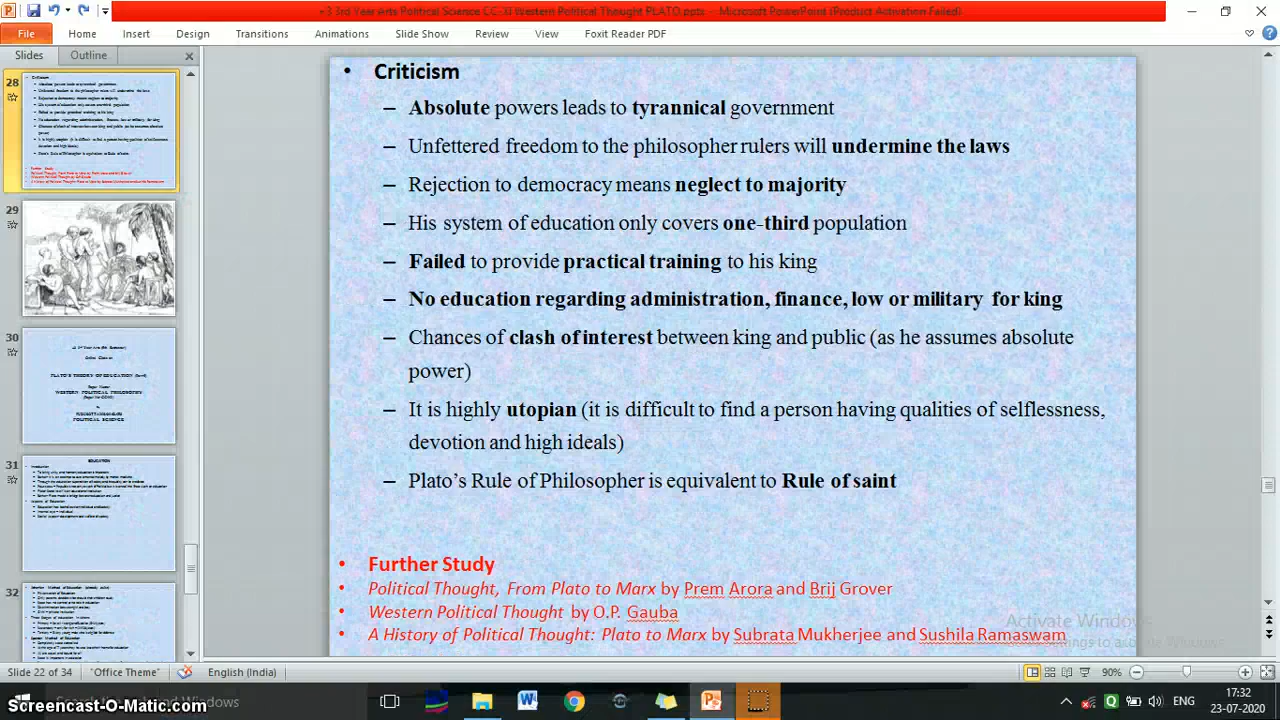 +3 3rd Year Arts Political Science CC-XI Western Political Thought PLATO.pptx - Microsoft PowerPoint (Product Activation Failed)
File Home Insert Design Transitions Animations Slide Show Review View Foxit Reader PDF
Slides Outline
• Criticism
– Absolute powers leads to tyrannical government
– Unfettered freedom to the philosopher rulers will undermine the laws
– Rejection to democracy means neglect to majority
– His system of education only covers one-third population
– Failed to provide practical training to his king
– No education regarding administration, finance, low or military for king
– Chances of clash of interest between king and public (as he assumes absolute
power)
– It is highly utopian (it is difficult to find a person having qualities of selflessness,
devotion and high ideals)
– Plato's Rule of Philosopher is equivalent to Rule of saint
• Further Study
• Political Thought, From Plato to Marx by Prem Arora and Brij Grover
• Western Political Thought by O.P. Gauba
• A History of Political Thought: Plato to Marx by Subrata Mukherjee and Sushila Ramaswam
28
29
30
31
EDUCATION
32
Activate Windows
Slide 22 of 34 "Office Theme" English (India) 90%
Screencast-O-Matic.com
ENG
17:32
23-07-2020